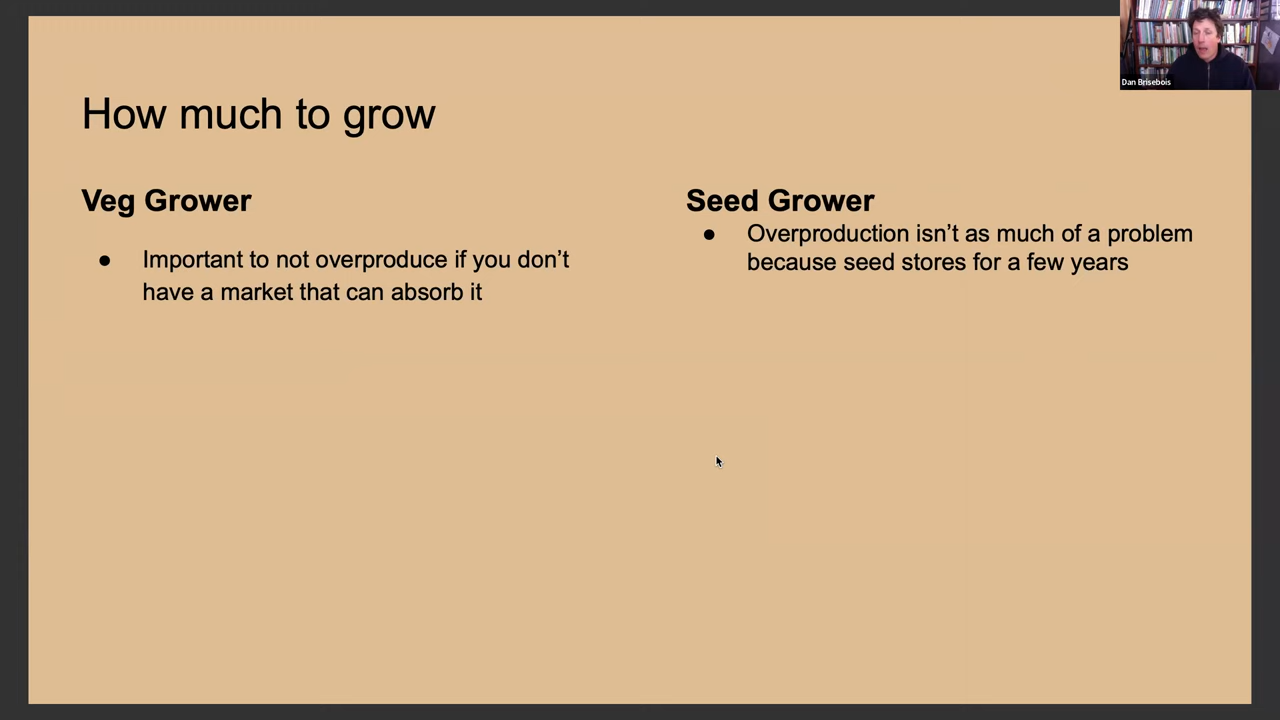 Dan Brisebois
How much to grow
Veg Grower
● Important to not overproduce if you don’t
have a market that can absorb it
Seed Grower
● Overproduction isn’t as much of a problem
because seed stores for a few years